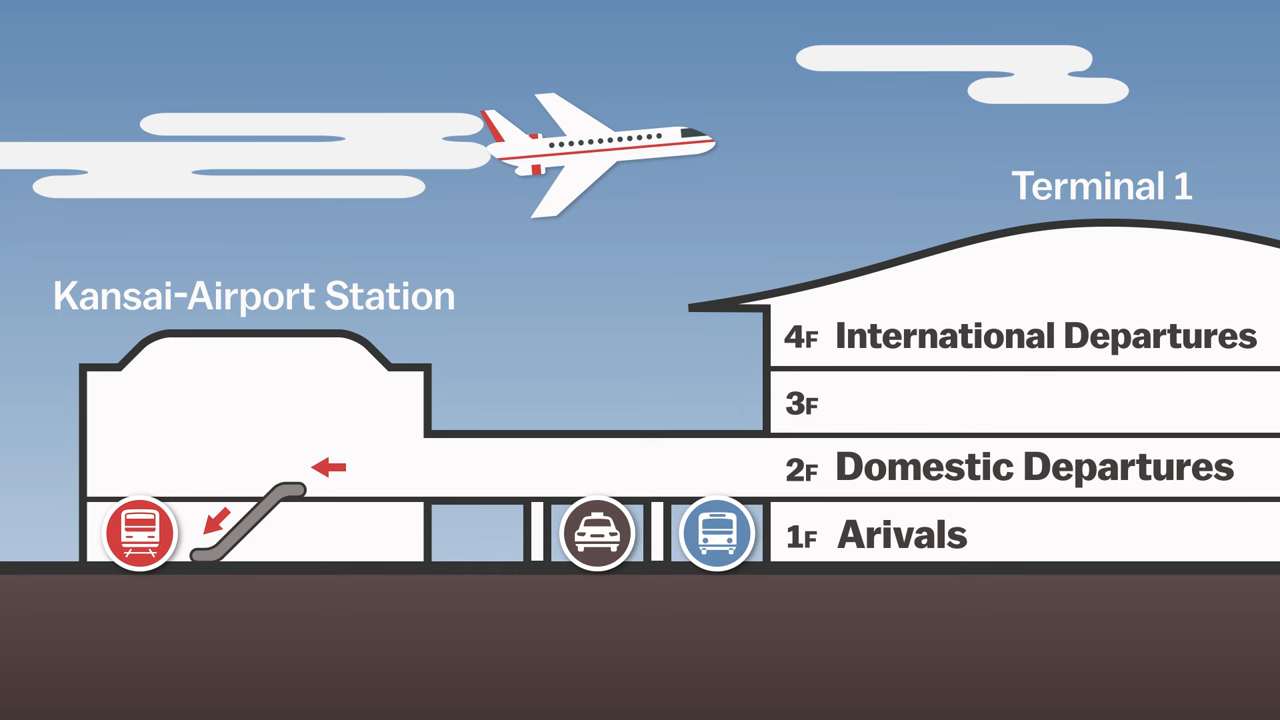 Terminal 1
Kansai-Airport Station
4F International Departures
3F
2F Domestic Departures
1F Arivals